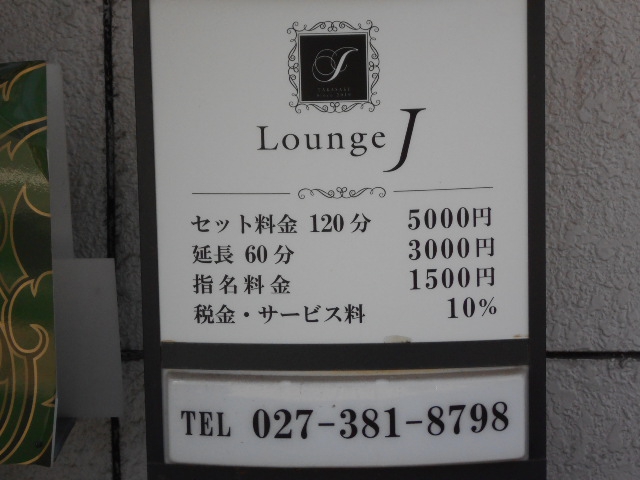 J
TAKASAKI
Lounge J
セット料金 120分 5000円
延長 60分 3000円
指名料金 1500円
税金・サービス料 10%
TEL 027-381-8798